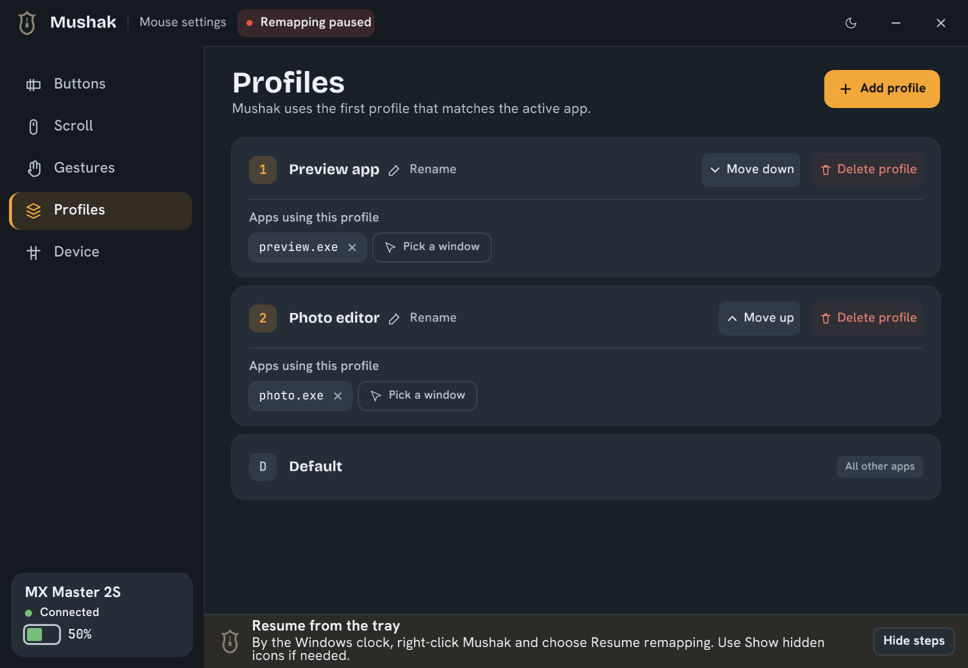 Mushak
Mouse settings
Remapping paused
Buttons
Scroll
Gestures
Profiles
Device
MX Master 2S
Connected
50%
Profiles
Mushak uses the first profile that matches the active app.
+ Add profile
1 Preview app Rename
Move down
Delete profile
Apps using this profile
preview.exe ×
Pick a window
2 Photo editor Rename
Move up
Delete profile
Apps using this profile
photo.exe ×
Pick a window
D Default
All other apps
Resume from the tray
By the Windows clock, right-click Mushak and choose Resume remapping. Use Show hidden
icons if needed.
Hide steps